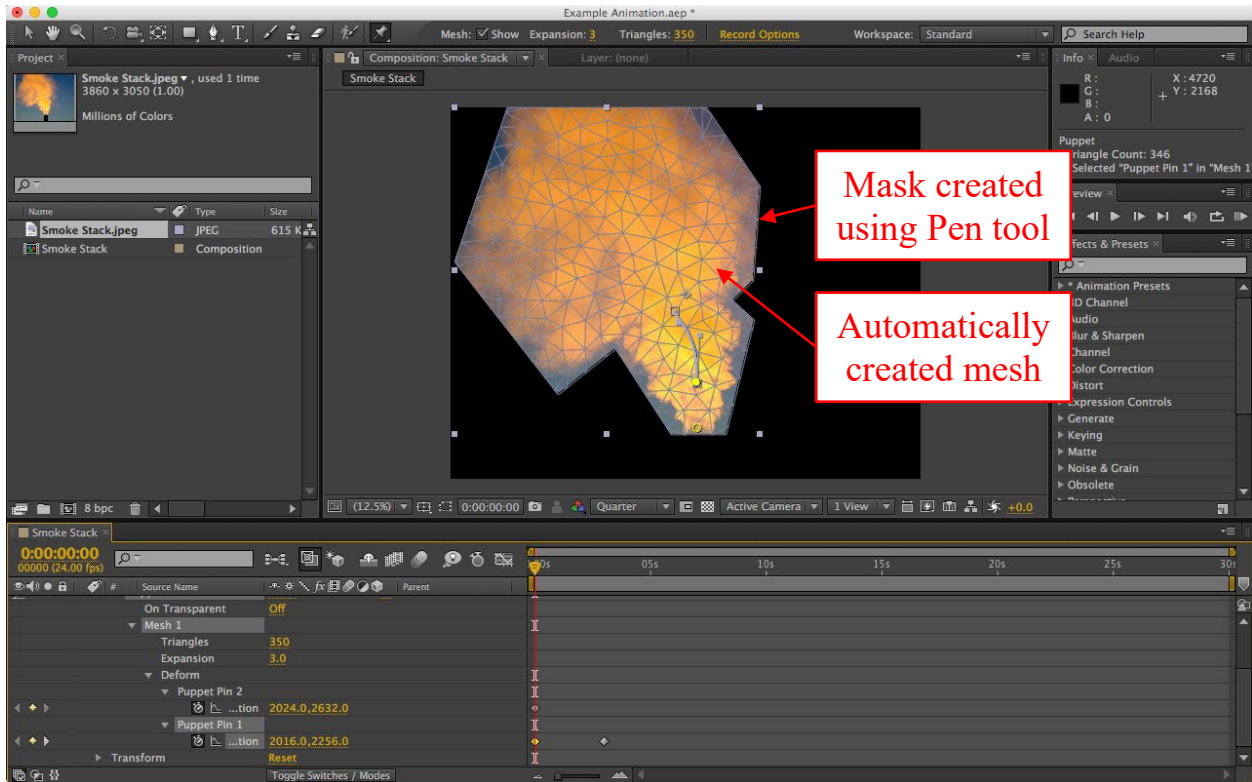 Example Animation.aep *
Mesh: Show Expansion: 3 Triangles: 350 Record Options Workspace: Standard Search Help
Project
Smoke Stack.jpeg , used 1 time
3860 x 3050 (1.00)
Millions of Colors
Name Type Size
Smoke Stack.jpeg JPEG 615 K
Smoke Stack Composition
8 bpc
Composition: Smoke Stack Layer: (none)
Smoke Stack
Mask created
using Pen tool
Automatically
created mesh
(12.5%) 0:00:00:00 Quarter Active Camera 1 View +0.0
Info Audio
R : X : 4720
G : Y : 2168
B :
A : 0
Puppet
riangle Count: 346
Selected "Puppet Pin 1" in "Mesh 1"
review
ffects & Presets
* Animation Presets
3D Channel
Audio
Blur & Sharpen
Channel
Color Correction
Distort
Expression Controls
Generate
Keying
Matte
Noise & Grain
Obsolete
Smoke Stack
0:00:00:00
00000 (24.00 fps)
:00s 05s 10s 15s 20s 25s 30s
# Source Name Parent
On Transparent Off
Mesh 1
Triangles 350
Expansion 3.0
Deform
Puppet Pin 2
...tion 2024.0,2632.0
Puppet Pin 1
...tion 2016.0,2256.0
Transform Reset
Toggle Switches / Modes